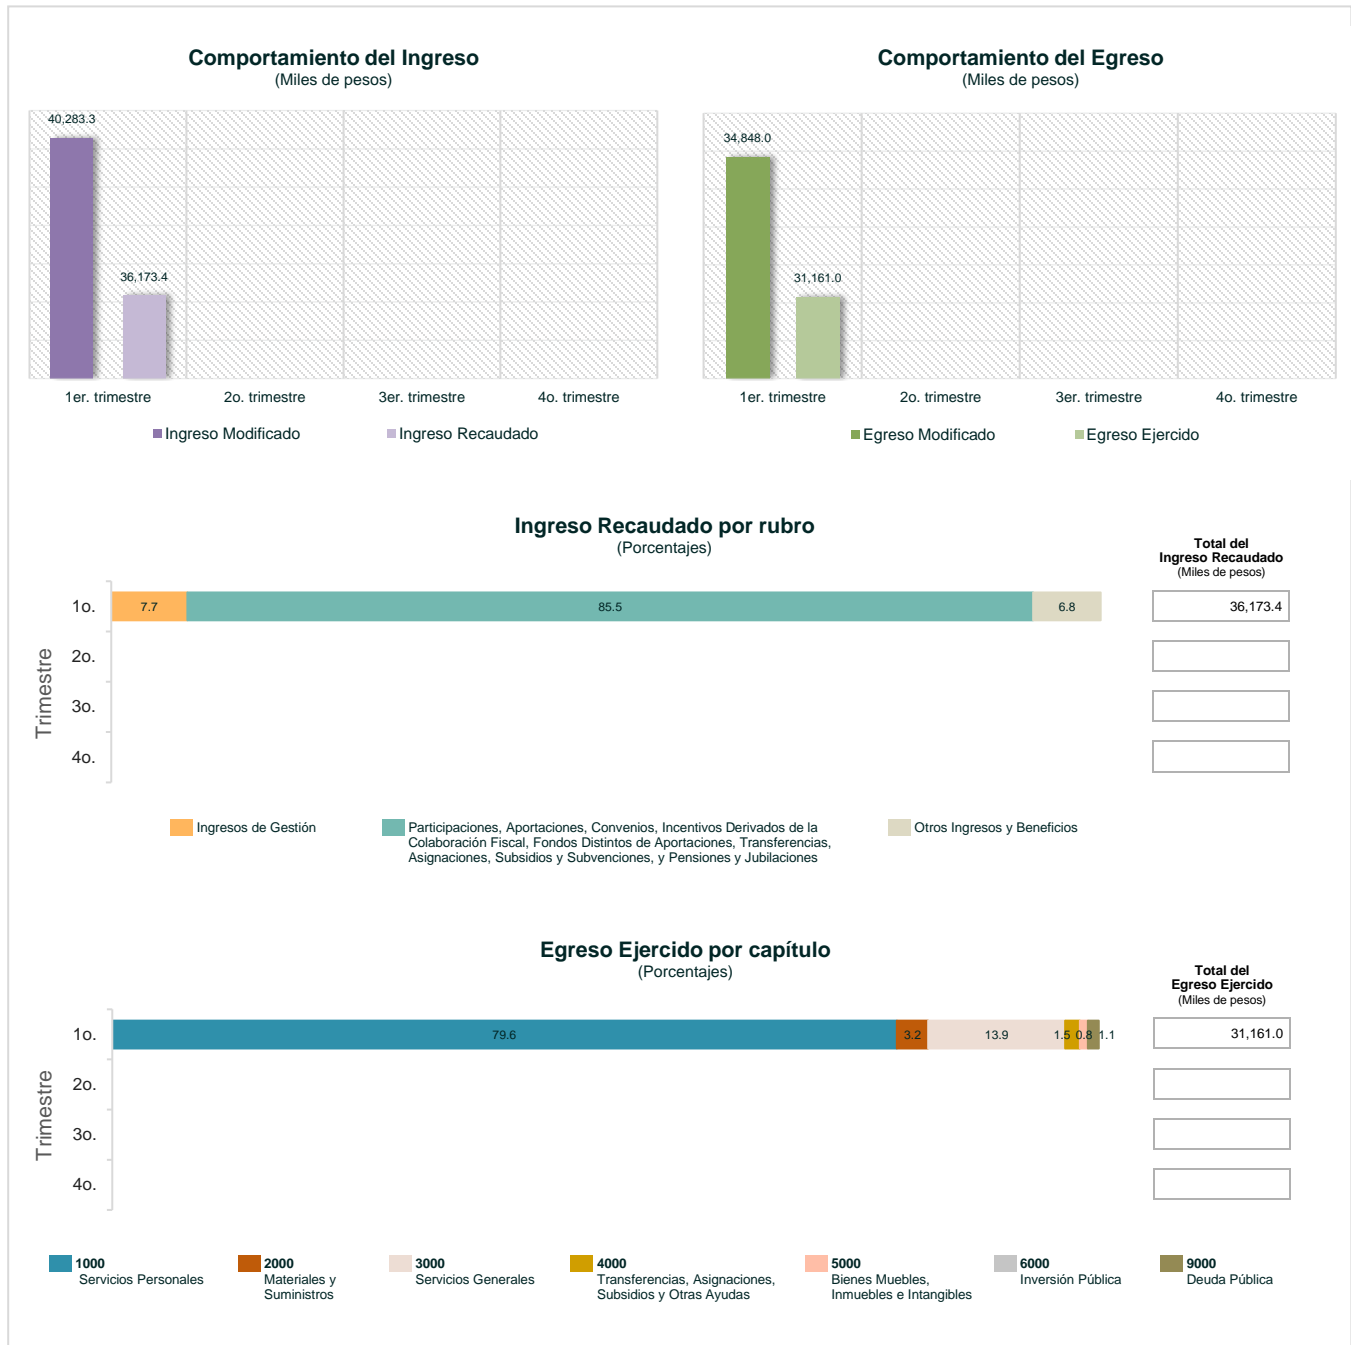 Comportamiento del Ingreso
(Miles de pesos)
40,283.3
36,173.4
1er. trimestre
2o. trimestre
3er. trimestre
4o. trimestre
Ingreso Modificado
Ingreso Recaudado
Comportamiento del Egreso
(Miles de pesos)
34,848.0
31,161.0
1er. trimestre
2o. trimestre
3er. trimestre
4o. trimestre
Egreso Modificado
Egreso Ejercido
Ingreso Recaudado por rubro
(Porcentajes)
Total del
Ingreso Recaudado
(Miles de pesos)
Trimestre
1o.
7.7
85.5
6.8
36,173.4
2o.
3o.
4o.
Ingresos de Gestión
Participaciones, Aportaciones, Convenios, Incentivos Derivados de la
Colaboración Fiscal, Fondos Distintos de Aportaciones, Transferencias,
Asignaciones, Subsidios y Subvenciones, y Pensiones y Jubilaciones
Otros Ingresos y Beneficios
Egreso Ejercido por capítulo
(Porcentajes)
Total del
Egreso Ejercido
(Miles de pesos)
Trimestre
1o.
79.6
3.2
13.9
1.5
0.8
1.1
31,161.0
2o.
3o.
4o.
1000
Servicios Personales
2000
Materiales y
Suministros
3000
Servicios Generales
4000
Transferencias, Asignaciones,
Subsidios y Otras Ayudas
5000
Bienes Muebles,
Inmuebles e Intangibles
6000
Inversión Pública
9000
Deuda Pública